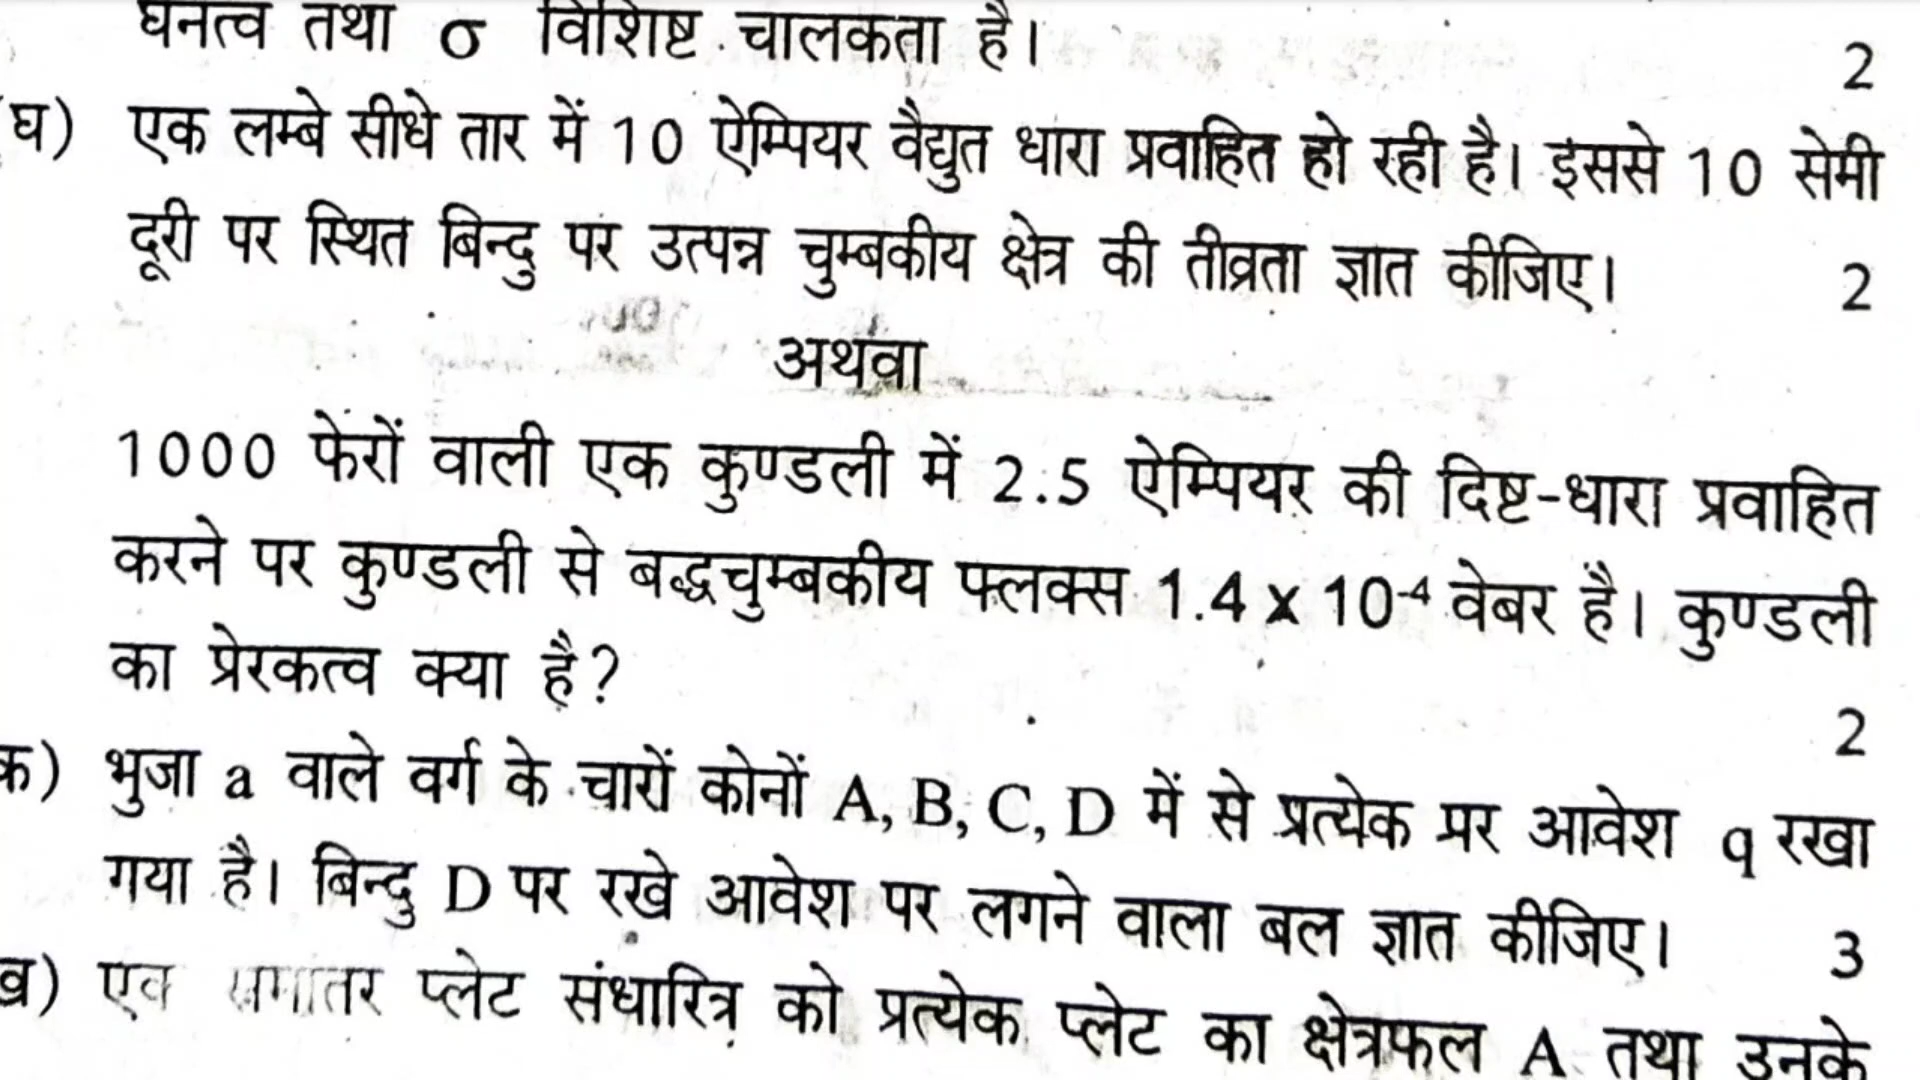 घनत्व तथा σ विशिष्ट चालकता है।
2
घ) एक लम्बे सीधे तार में 10 ऐम्पियर वैद्युत धारा प्रवाहित हो रही है। इससे 10 सेमी
दूरी पर स्थित बिन्दु पर उत्पन्न चुम्बकीय क्षेत्र की तीव्रता ज्ञात कीजिए। 2
अथवा
1000 फेरों वाली एक कुण्डली में 2.5 ऐम्पियर की दिष्ट-धारा प्रवाहित
करने पर कुण्डली से बद्धचुम्बकीय फ्लक्स 1.4 x 10⁻⁴ वेबर है। कुण्डली
का प्रेरकत्व क्या है?
2
क) भुजा a वाले वर्ग के चारों कोनों A, B, C, D में से प्रत्येक पर आवेश q रखा
गया है। बिन्दु D पर रखे आवेश पर लगने वाला बल ज्ञात कीजिए। 3
ख) एक समांतर प्लेट संधारित्र को प्रत्येक प्लेट का क्षेत्रफल A तथा उनके